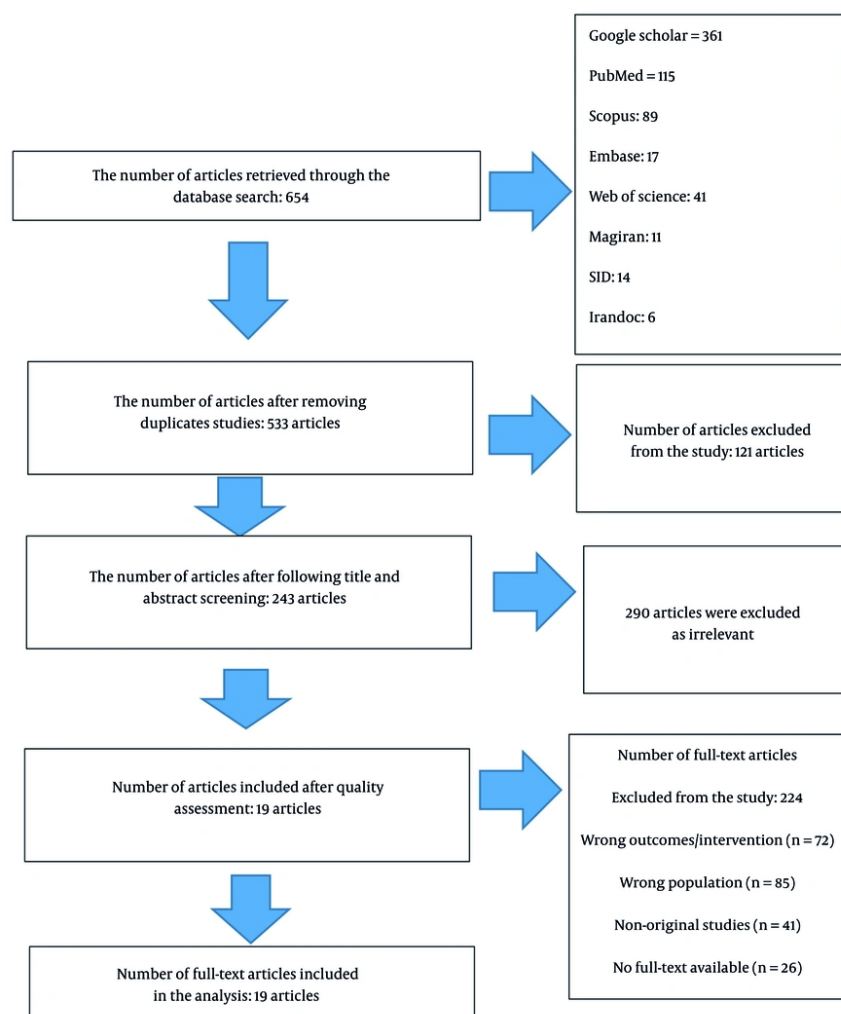 The number of articles retrieved through the
database search: 654
Google scholar = 361
PubMed = 115
Scopus: 89
Embase: 17
Web of science: 41
Magiran: 11
SID: 14
Irandoc: 6
The number of articles after removing
duplicates studies: 533 articles
Number of articles excluded
from the study: 121 articles
The number of articles after following title and
abstract screening: 243 articles
290 articles were excluded
as irrelevant
Number of articles included after quality
assessment: 19 articles
Number of full-text articles
Excluded from the study: 224
Wrong outcomes/intervention (n = 72)
Wrong population (n = 85)
Non-original studies (n = 41)
No full-text available (n = 26)
Number of full-text articles included
in the analysis: 19 articles